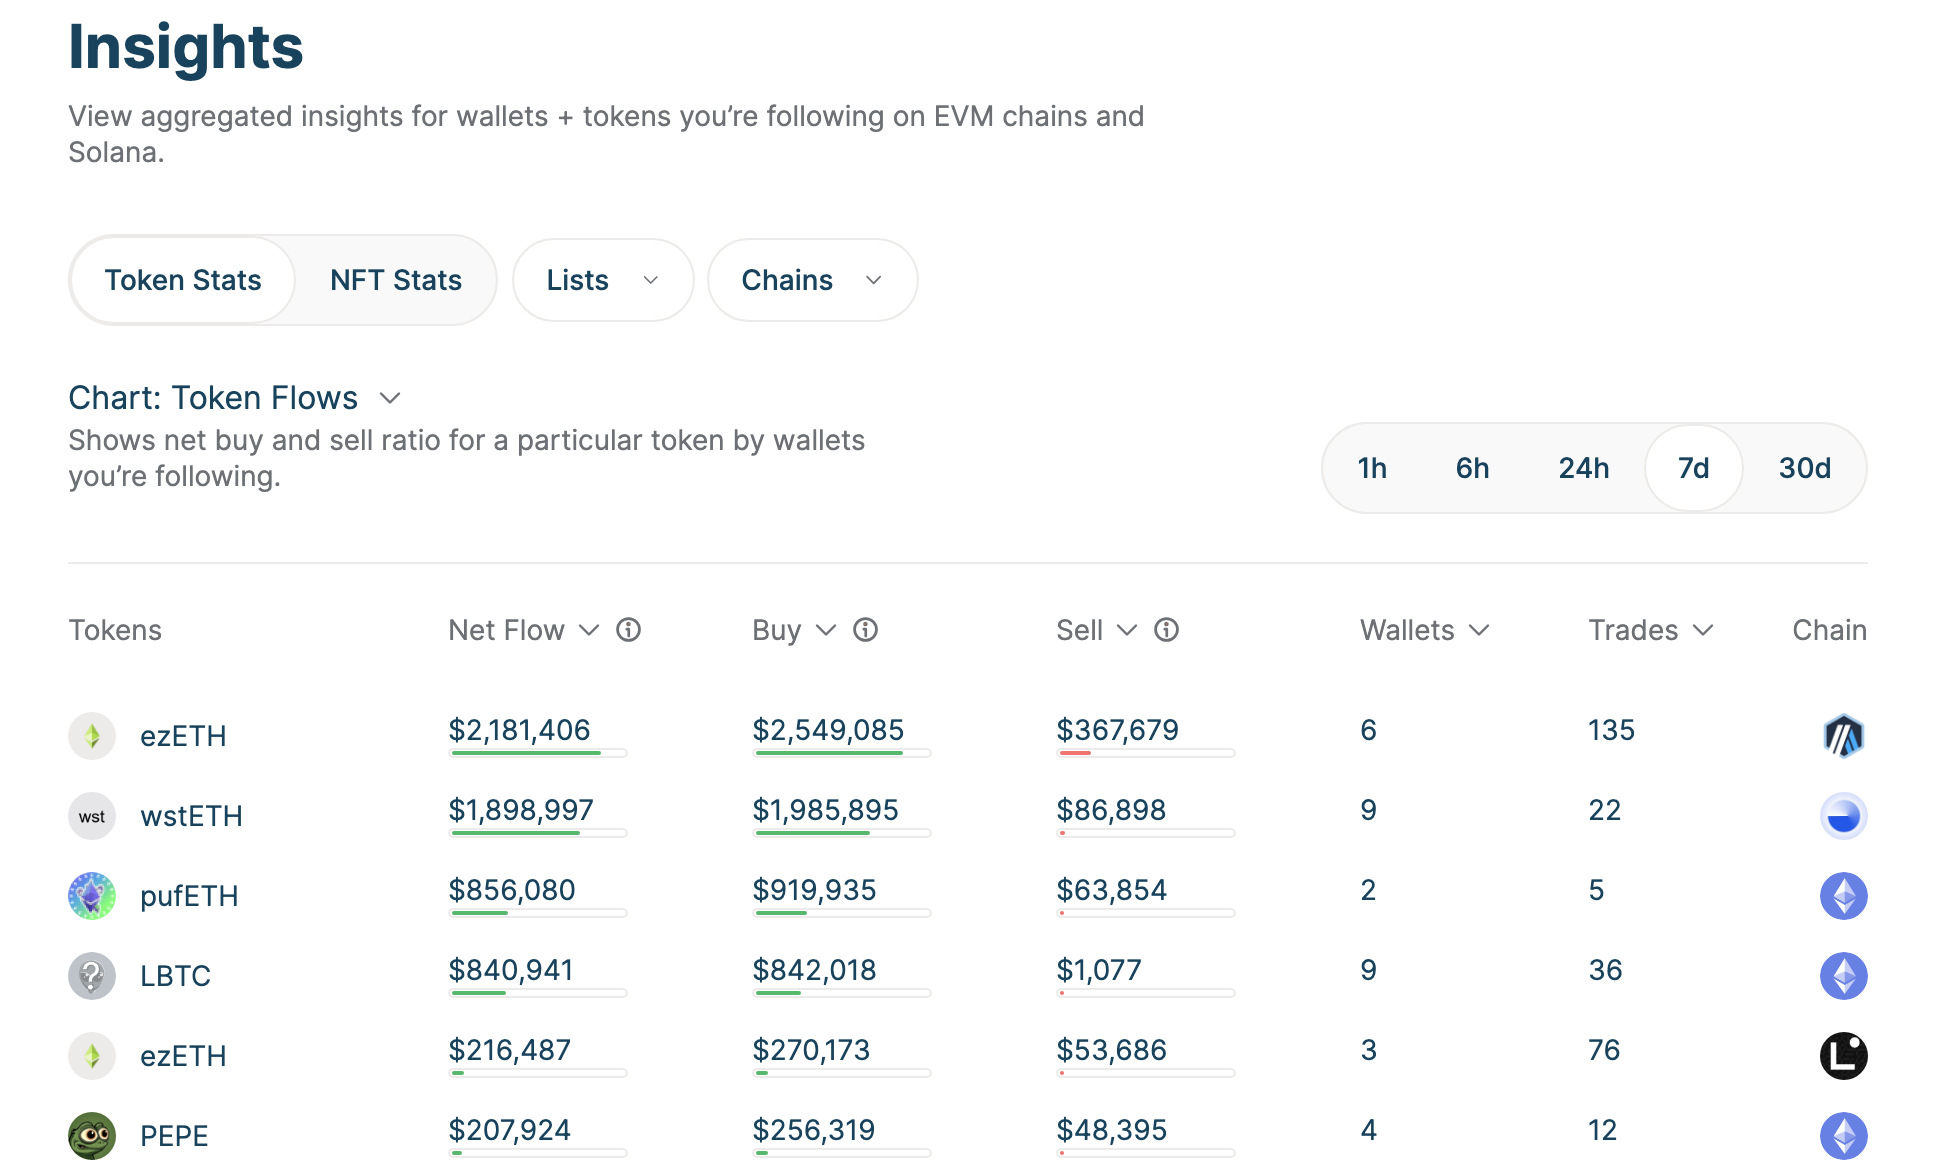 Insights
View aggregated insights for wallets + tokens you’re following on EVM chains and
Solana.
Token Stats NFT Stats Lists Chains
Chart: Token Flows
Shows net buy and sell ratio for a particular token by wallets
you’re following.
1h 6h 24h 7d 30d
Tokens Net Flow Buy Sell Wallets Trades Chain
ezETH $2,181,406 $2,549,085 $367,679 6 135
wst wstETH $1,898,997 $1,985,895 $86,898 9 22
pufETH $856,080 $919,935 $63,854 2 5
? LBTC $840,941 $842,018 $1,077 9 36
ezETH $216,487 $270,173 $53,686 3 76 L
PEPE $207,924 $256,319 $48,395 4 12